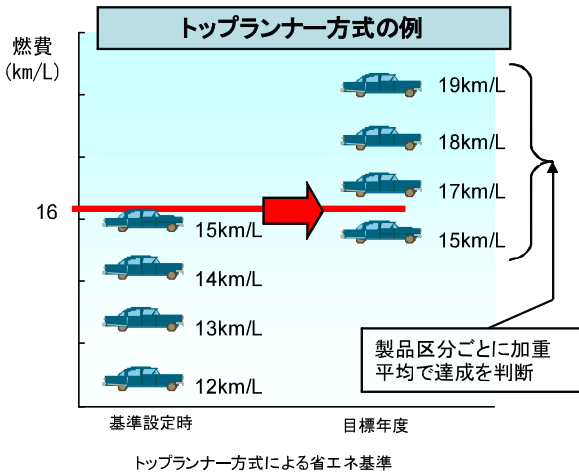 トップランナー方式の例
燃費
(km/L)
19km/L
18km/L
17km/L
16
15km/L
15km/L
14km/L
13km/L
12km/L
製品区分ごとに加重
平均で達成を判断
基準設定時
目標年度
トップランナー方式による省エネ基準